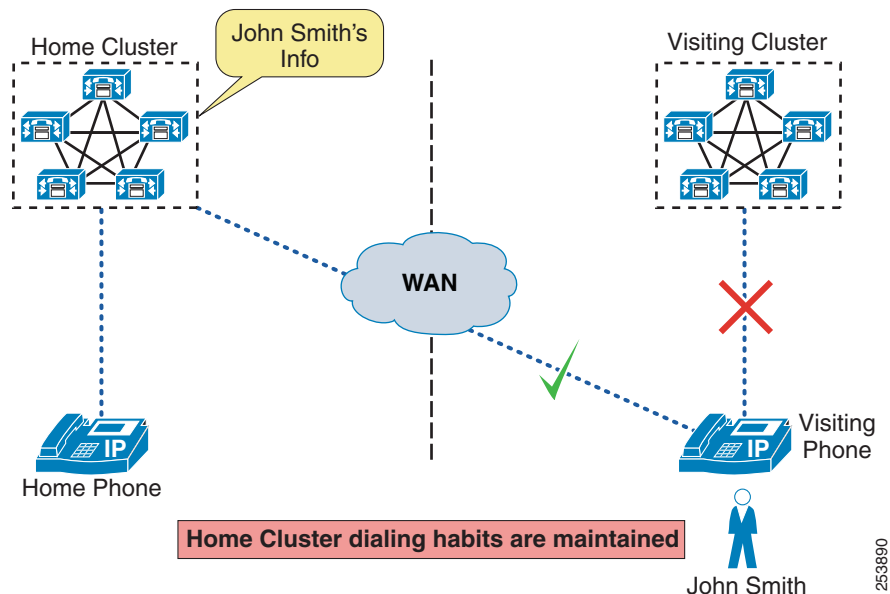 Home Cluster
John Smith's
Info
Visiting Cluster
WAN
IP
Home Phone
IP
Visiting
Phone
Home Cluster dialing habits are maintained
John Smith
253890